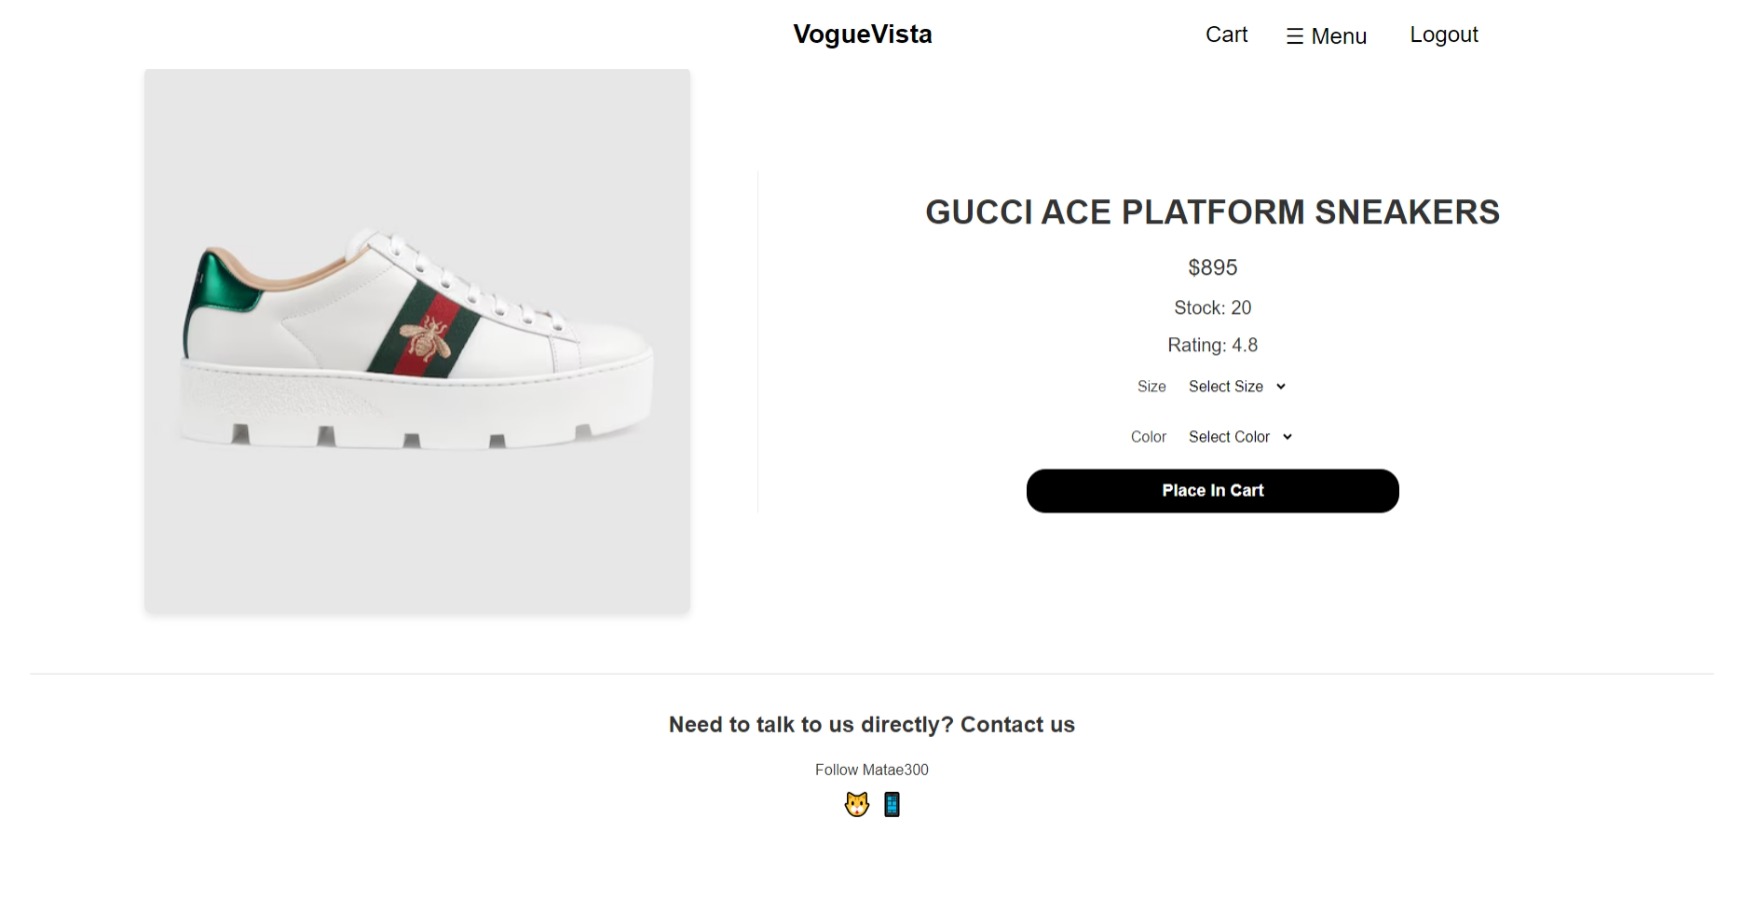 VogueVista
Cart
☰ Menu
Logout
GUCCI ACE PLATFORM SNEAKERS
$895
Stock: 20
Rating: 4.8
Size Select Size
Color Select Color
Place In Cart
Need to talk to us directly? Contact us
Follow Matae300